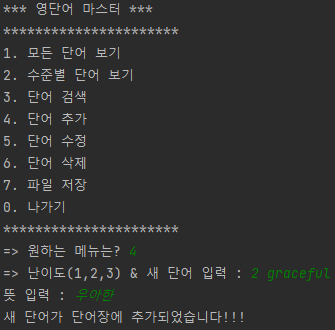 *** 영단어 마스터 ***
**********************
1. 모든 단어 보기
2. 수준별 단어 보기
3. 단어 검색
4. 단어 추가
5. 단어 수정
6. 단어 삭제
7. 파일 저장
0. 나가기
**********************
=> 원하는 메뉴는? 4
=> 난이도(1,2,3) & 새 단어 입력 : 2 graceful
뜻 입력 : 우아한
새 단어가 단어장에 추가되었습니다!!!